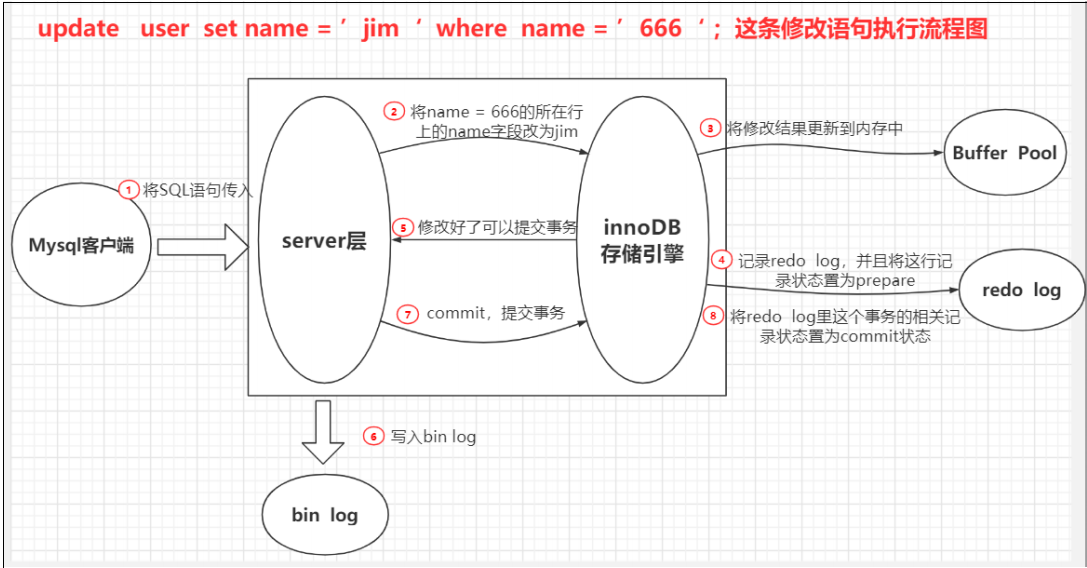 update user set name = ’ jim ‘ where name = ’ 666 ‘ ; 这条修改语句执行流程图
② 将name = 666的所在行
上的name字段改为jim
③ 将修改结果更新到内存中
Buffer Pool
① 将SQL语句传入
Mysql客户端
server层
⑤ 修改好了可以提交事务
innoDB
存储引擎
④ 记录redo log，并且将这行记
录状态置为prepare
redo log
⑦ commit，提交事务
⑧ 将redo log里这个事务的相关记
录状态置为commit状态
⑥ 写入bin log
bin log